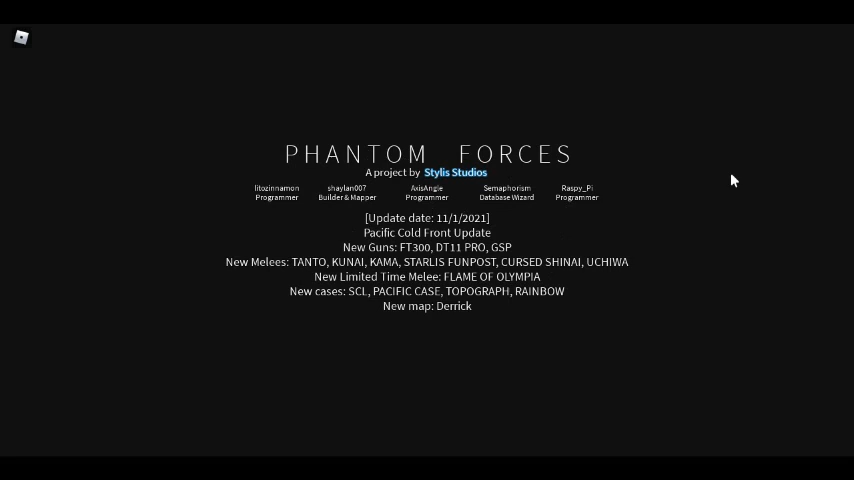 PHANTOM FORCES
A project by Stylis Studios
litozinnamon shaylan007 AxisAngle Semaphorism Raspy_Pi
Programmer Builder & Mapper Programmer Database Wizard Programmer
[Update date: 11/1/2021]
Pacific Cold Front Update
New Guns: FT300, DT11 PRO, GSP
New Melees: TANTO, KUNAI, KAMA, STARLIS FUNPOST, CURSED SHINAI, UCHIWA
New Limited Time Melee: FLAME OF OLYMPIA
New cases: SCL, PACIFIC CASE, TOPOGRAPH, RAINBOW
New map: Derrick